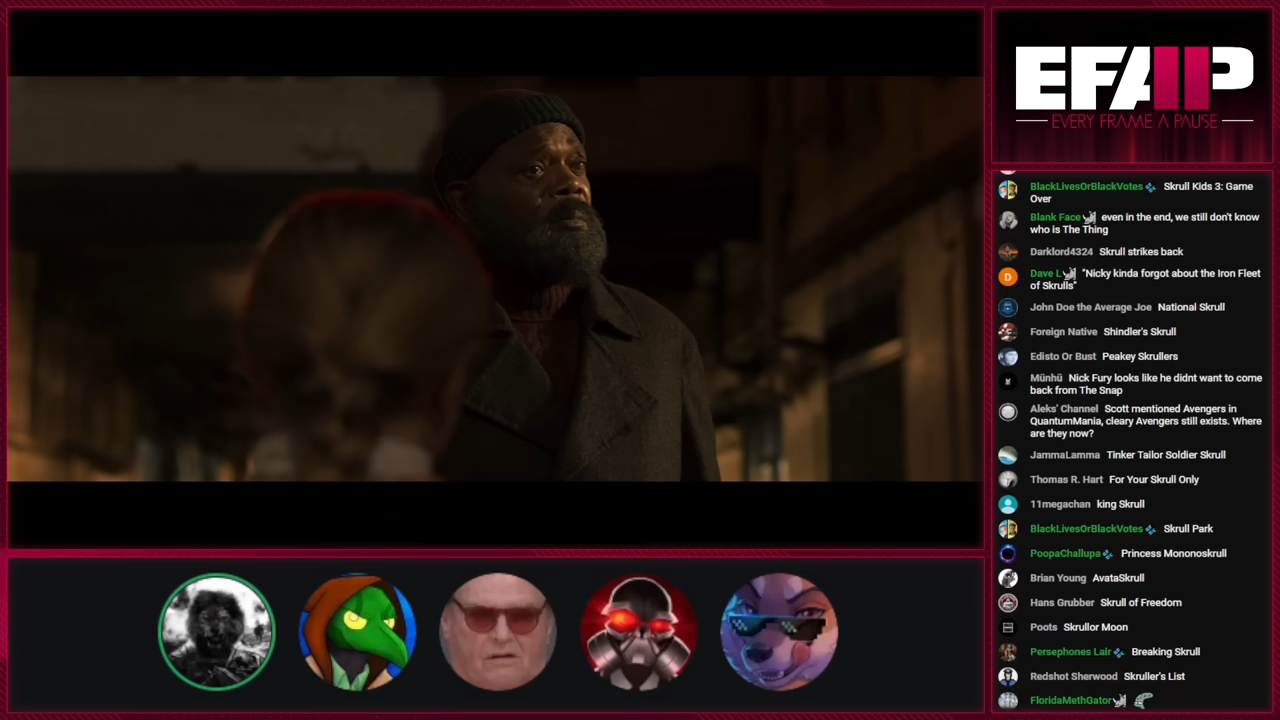 EFAP
EVERY FRAME A PAUSE
BlackLivesOrBlackVotes Skrull Kids 3: Game
Over
Blank Face even in the end, we still don't know
who is The Thing
Darklord4324 Skrull strikes back
D
Dave L "Nicky kinda forgot about the Iron Fleet
of Skrulls"
John Doe the Average Joe National Skrull
Foreign Native Shindler's Skrull
Edisto Or Bust Peakey Skrullers
Münhü Nick Fury looks like he didnt want to come
back from The Snap
Aleks' Channel Scott mentioned Avengers in
QuantumMania, cleary Avengers still exists. Where
are they now?
JammaLamma Tinker Tailor Soldier Skrull
Thomas R. Hart For Your Skrull Only
11megachan king Skrull
BlackLivesOrBlackVotes Skrull Park
PoopaChallupa Princess Mononoskrull
Brian Young AvataSkrull
Hans Grubber Skrull of Freedom
Poots Skrullor Moon
Persephones Lair Breaking Skrull
Redshot Sherwood Skruller's List
FloridaMethGator